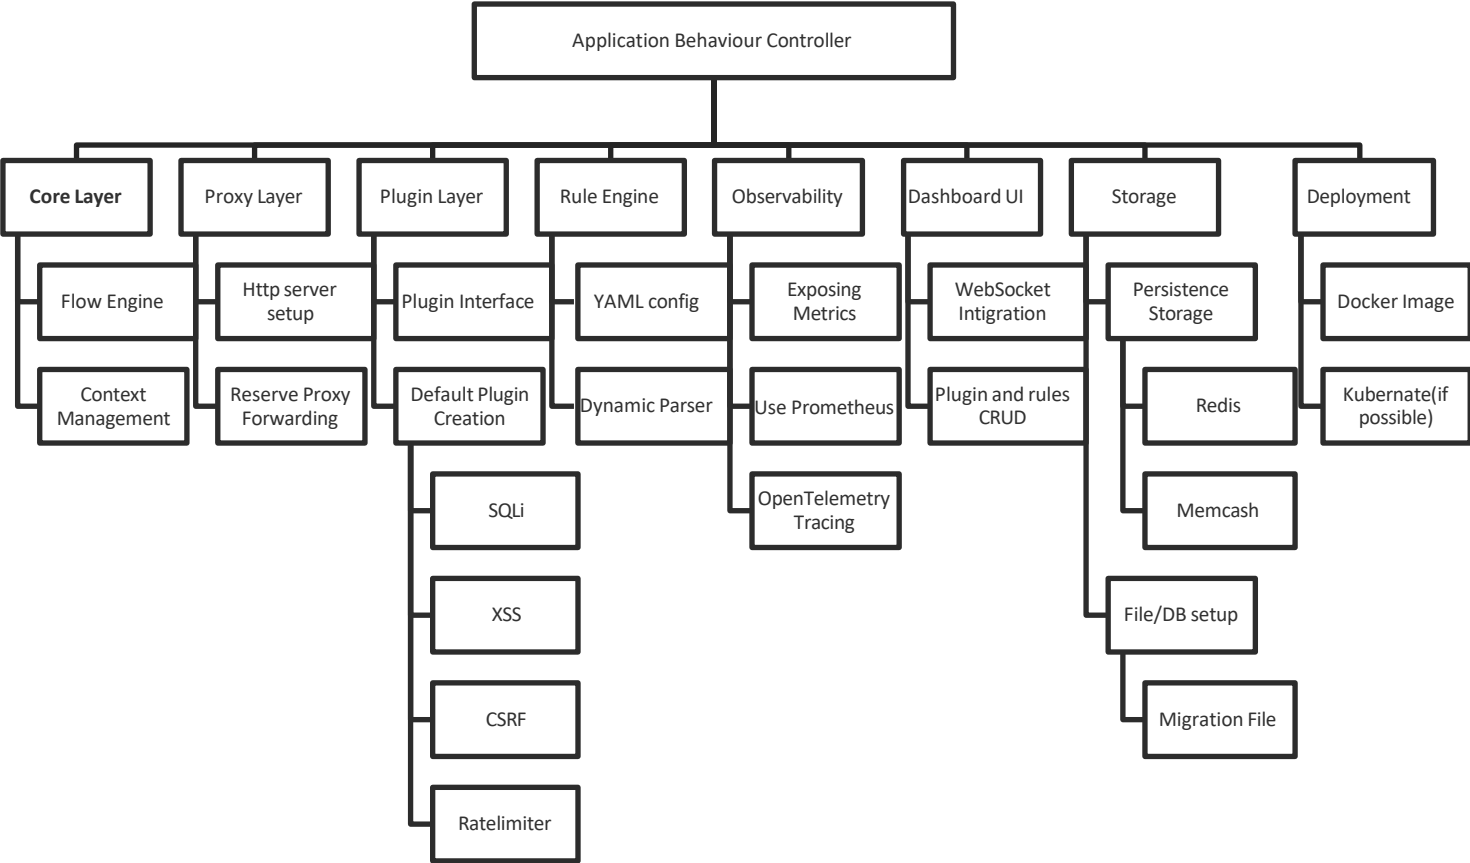 Application Behaviour Controller
Core Layer
Proxy Layer
Plugin Layer
Rule Engine
Observability
Dashboard UI
Storage
Deployment
Flow Engine
Http server
setup
Plugin Interface
YAML config
Exposing
Metrics
WebSocket
Intigration
Persistence
Storage
Docker Image
Context
Management
Reserve Proxy
Forwarding
Default Plugin
Creation
Dynamic Parser
Use Prometheus
Plugin and rules
CRUD
Redis
Kubernate(if
possible)
SQLi
OpenTelemetry
Tracing
Memcash
XSS
File/DB setup
CSRF
Migration File
Ratelimiter